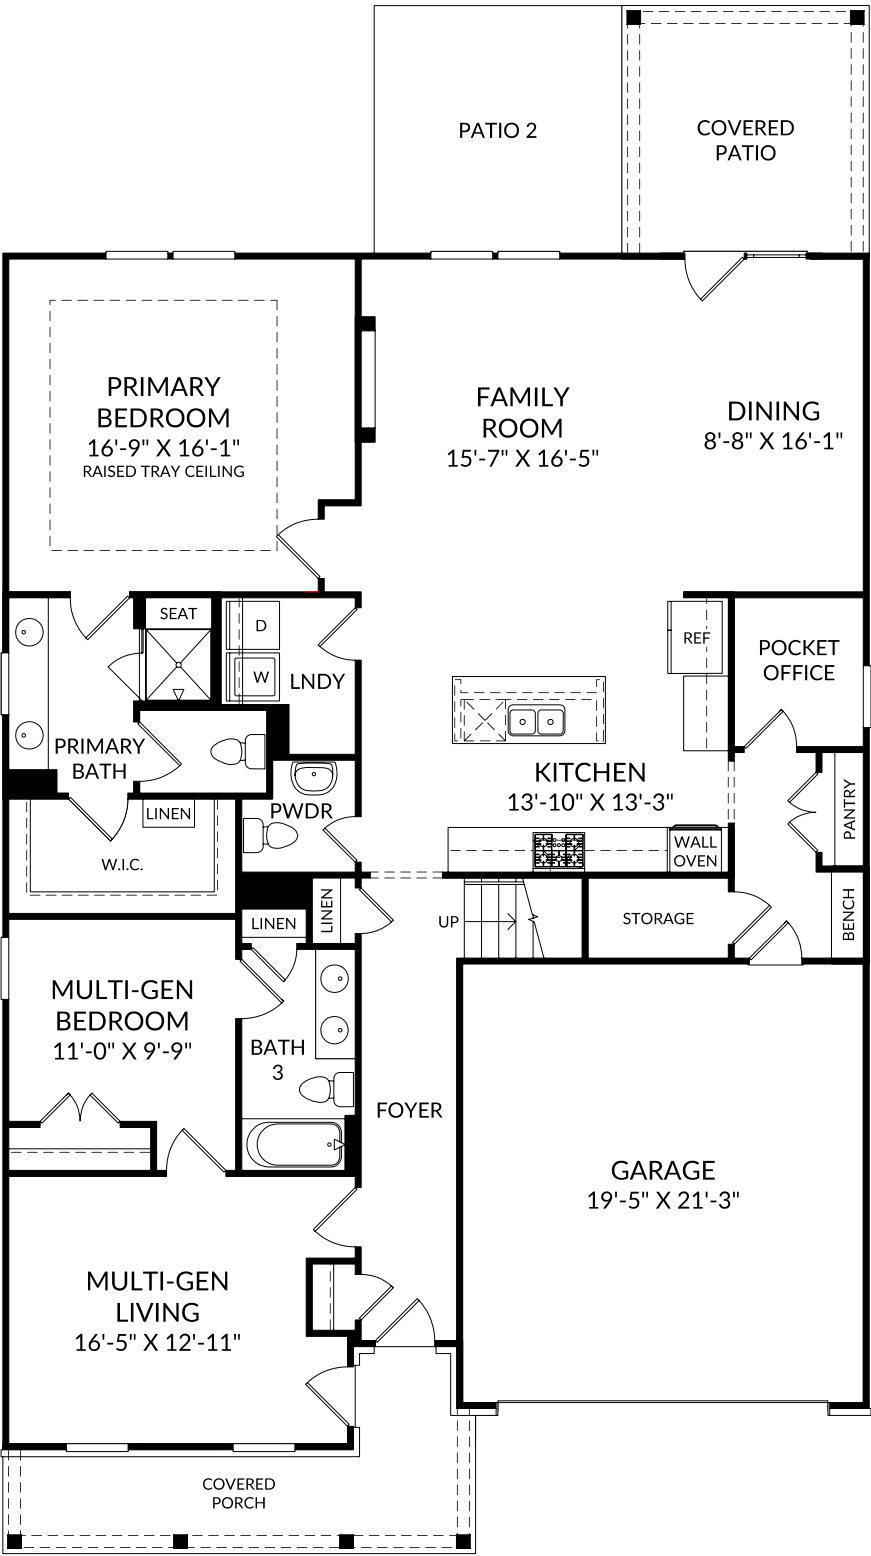 PATIO 2
COVERED
PATIO
PRIMARY
BEDROOM
16'-9" X 16'-1"
RAISED TRAY CEILING
FAMILY
ROOM
15'-7" X 16'-5"
DINING
8'-8" X 16'-1"
SEAT
D
W
LNDY
REF
POCKET
OFFICE
PRIMARY
BATH
KITCHEN
13'-10" X 13'-3"
LINEN
PWDR
PANTRY
W.I.C.
WALL
OVEN
LINEN
LINEN
UP
STORAGE
BENCH
MULTI-GEN
BEDROOM
11'-0" X 9'-9"
BATH
3
FOYER
GARAGE
19'-5" X 21'-3"
MULTI-GEN
LIVING
16'-5" X 12'-11"
COVERED
PORCH